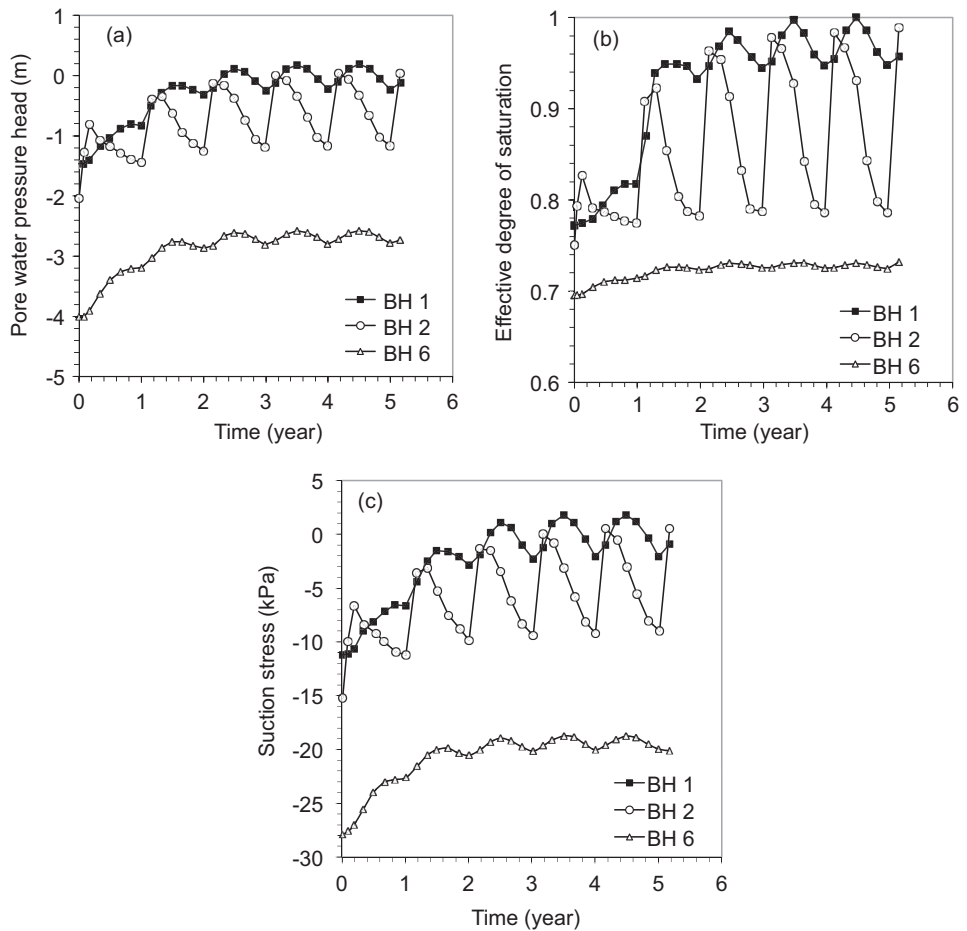 (a)
Pore water pressure head (m)
1
0
-1
-2
-3
-4
-5
0 1 2 3 4 5 6
Time (year)
BH 1
BH 2
BH 6
(b)
Effective degree of saturation
1
0.9
0.8
0.7
0.6
0 1 2 3 4 5 6
Time (year)
BH 1
BH 2
BH 6
(c)
Suction stress (kPa)
5
0
-5
-10
-15
-20
-25
-30
0 1 2 3 4 5 6
Time (year)
BH 1
BH 2
BH 6